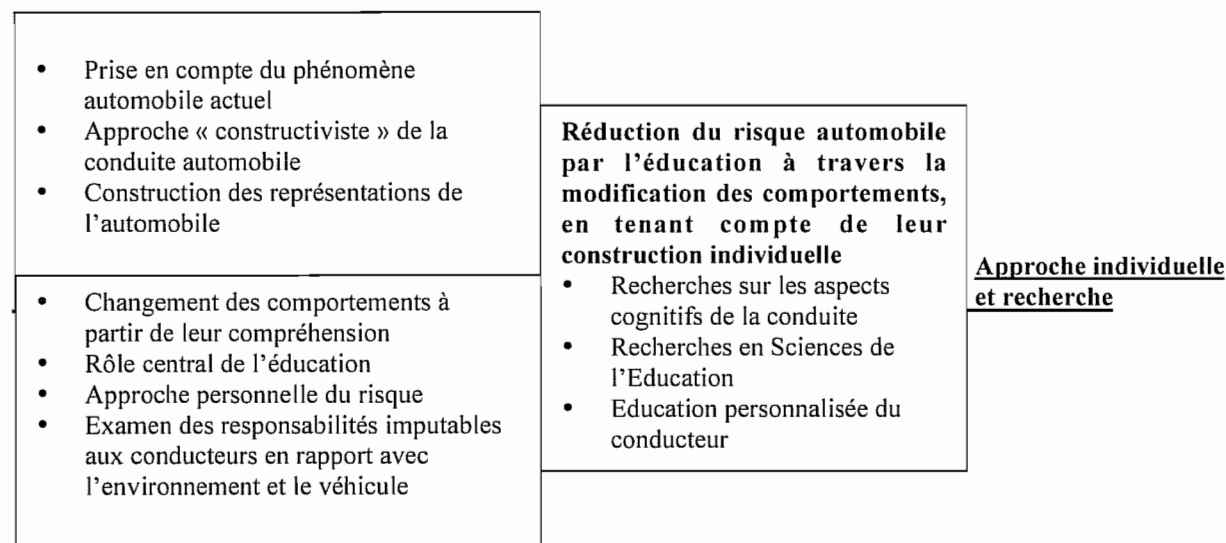 • Prise en compte du phénomène
automobile actuel
• Approche « constructiviste » de la
conduite automobile
• Construction des représentations de
l'automobile
• Changement des comportements à
partir de leur compréhension
• Rôle central de l'éducation
• Approche personnelle du risque
• Examen des responsabilités imputables
aux conducteurs en rapport avec
l'environnement et le véhicule
Réduction du risque automobile
par l'éducation à travers la
modification des comportements,
en tenant compte de leur
construction individuelle
• Recherches sur les aspects
cognitifs de la conduite
• Recherches en Sciences de
l'Education
• Education personnalisée du
conducteur
Approche individuelle
et recherche